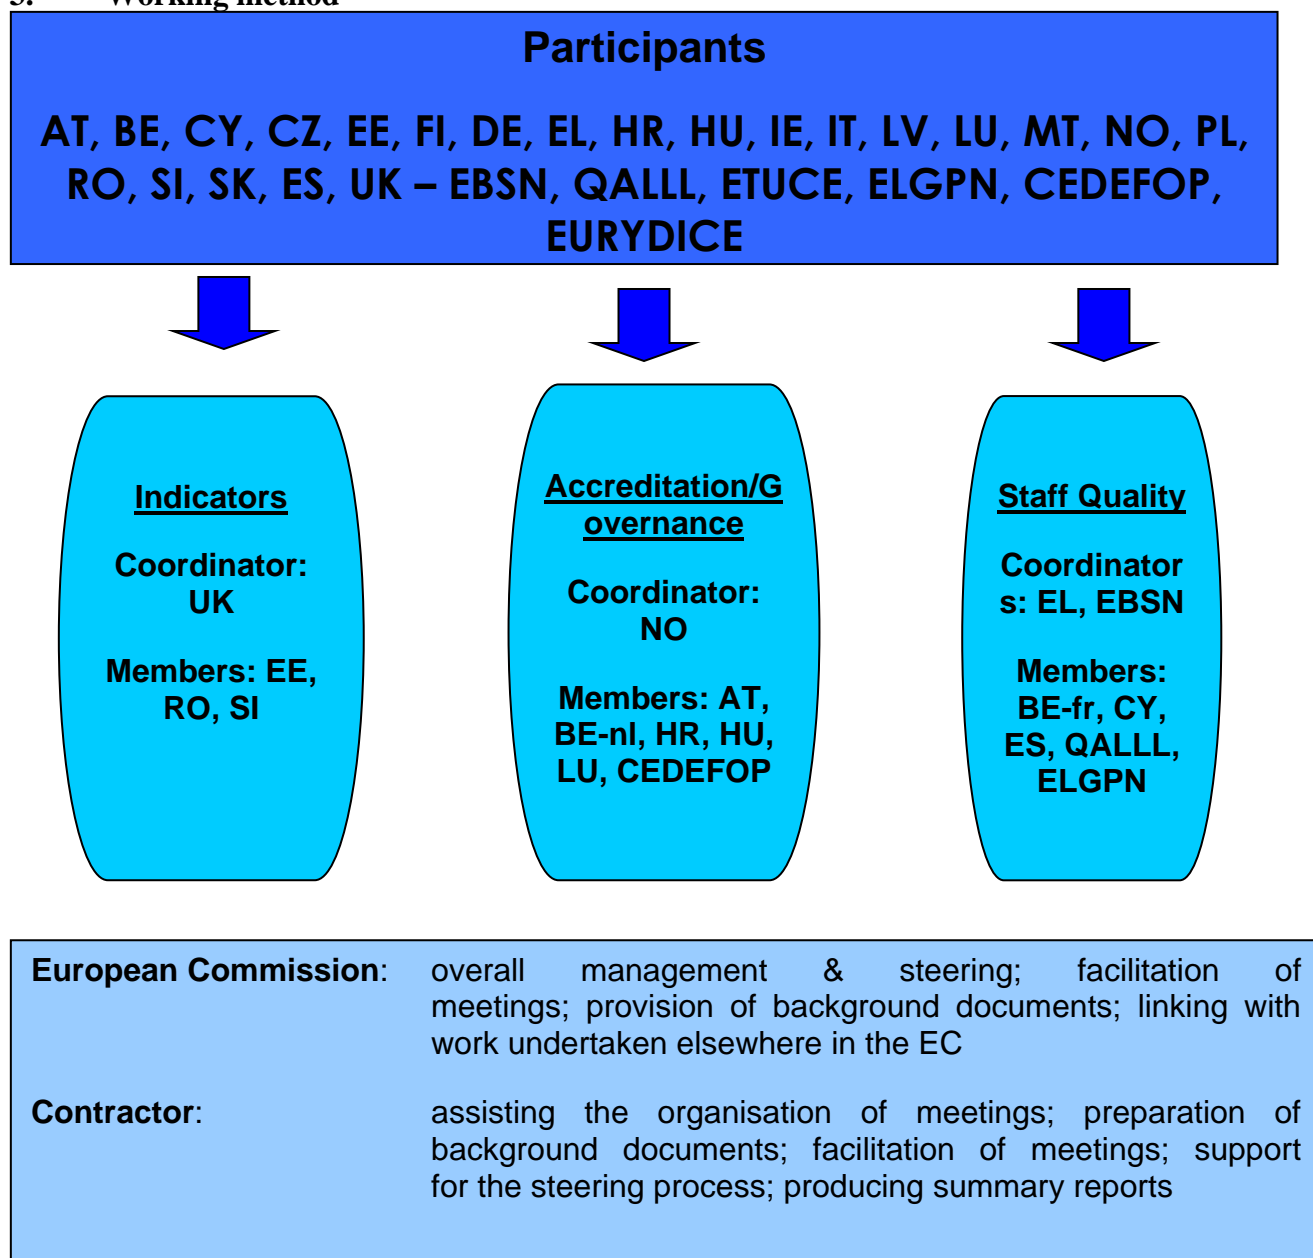 Working method
Participants
AT, BE, CY, CZ, EE, FI, DE, EL, HR, HU, IE, IT, LV, LU, MT, NO, PL,
RO, SI, SK, ES, UK – EBSN, QALLL, ETUCE, ELGPN, CEDEFOP,
EURYDICE
Indicators
Coordinator:
UK
Members: EE,
RO, SI
Accreditation/G
overnance
Coordinator:
NO
Members: AT,
BE-nl, HR, HU,
LU, CEDEFOP
Staff Quality
Coordinator
s: EL, EBSN
Members:
BE-fr, CY,
ES, QALLL,
ELGPN
European Commission: overall management & steering; facilitation of
meetings; provision of background documents; linking with
work undertaken elsewhere in the EC
Contractor: assisting the organisation of meetings; preparation of
background documents; facilitation of meetings; support
for the steering process; producing summary reports